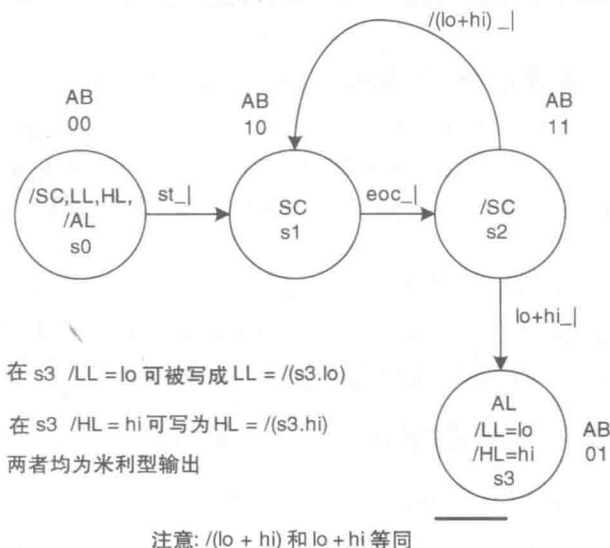 /(lo+hi) _|
AB
00
AB
10
AB
11
/SC,LL,HL,
/AL
s0
st_|
SC
s1
eoc_|
/SC
s2
lo+hi_|
在 s3 /LL = lo 可被写成 LL = /(s3.lo)
在 s3 /HL = hi 可写为 HL = /(s3.hi)
两者均为米利型输出
AL
/LL=lo
/HL=hi
s3
AB
01
注意: /(lo + hi) 和 lo + hi 等同